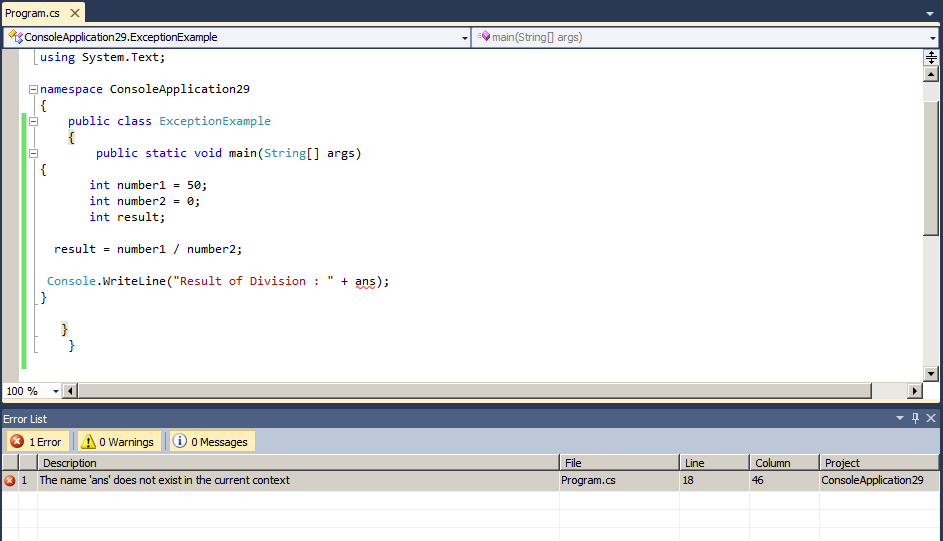 Program.cs
ConsoleApplication29.ExceptionExample main(String[] args)
using System.Text;
namespace ConsoleApplication29
{
public class ExceptionExample
{
public static void main(String[] args)
{
int number1 = 50;
int number2 = 0;
int result;
result = number1 / number2;
Console.WriteLine("Result of Division : " + ans);
}
}
}
100 %
Error List
1 Error 0 Warnings 0 Messages
Description File Line Column Project
1 The name 'ans' does not exist in the current context Program.cs 18 46 ConsoleApplication29